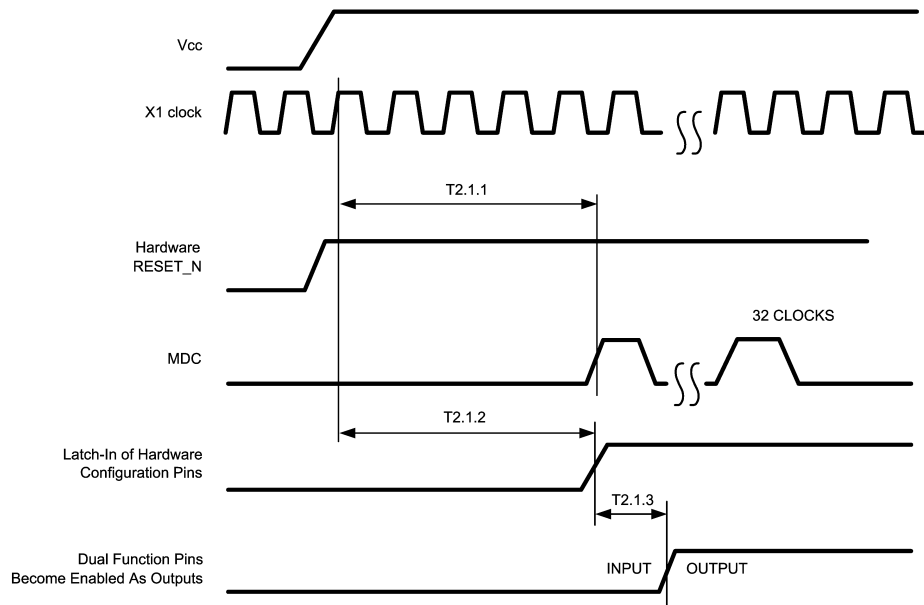 Vcc
X1 clock
T2.1.1
Hardware
RESET_N
32 CLOCKS
MDC
T2.1.2
Latch-In of Hardware
Configuration Pins
T2.1.3
Dual Function Pins
Become Enabled As Outputs
INPUT
OUTPUT